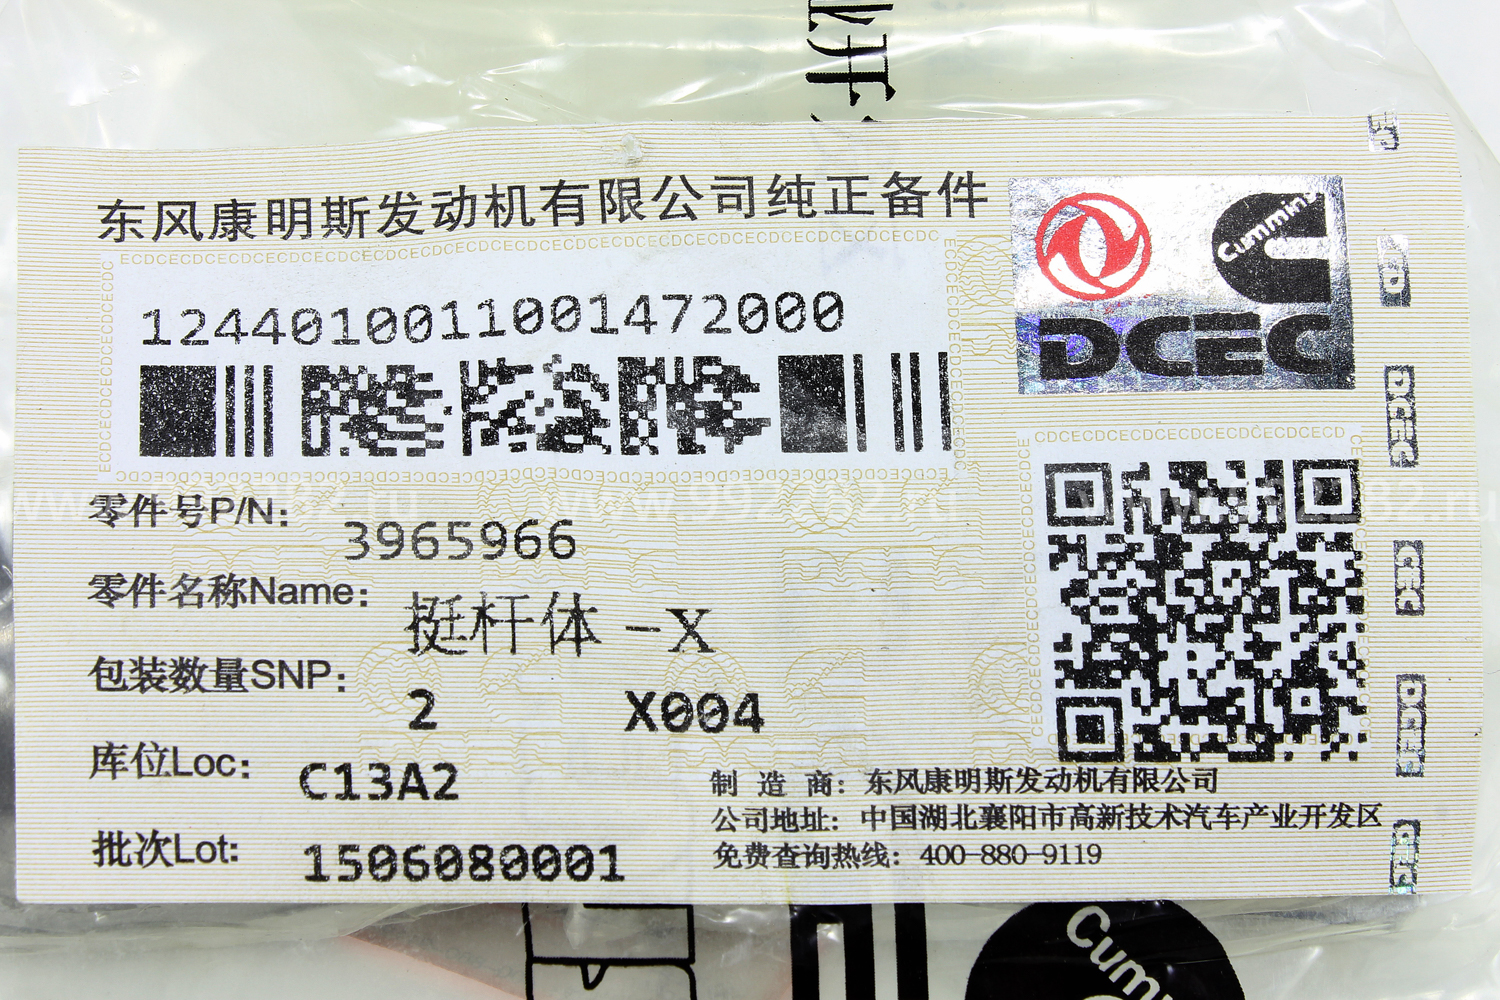 东风康明斯发动机有限公司纯正备件
Cummins
DCEC
12440100110014720​00
零件号P/N:
3965966
零件名称Name:
挺杆体 -X
包装数量SNP:
2 X004
库位Loc:
C13A2
批次Lot:
1506080001
制 造 商: 东风康明斯发动机有限公司
公司地址: 中国湖北襄阳市高新技术汽车产业开发区
免费查询热线: 400-880-9119